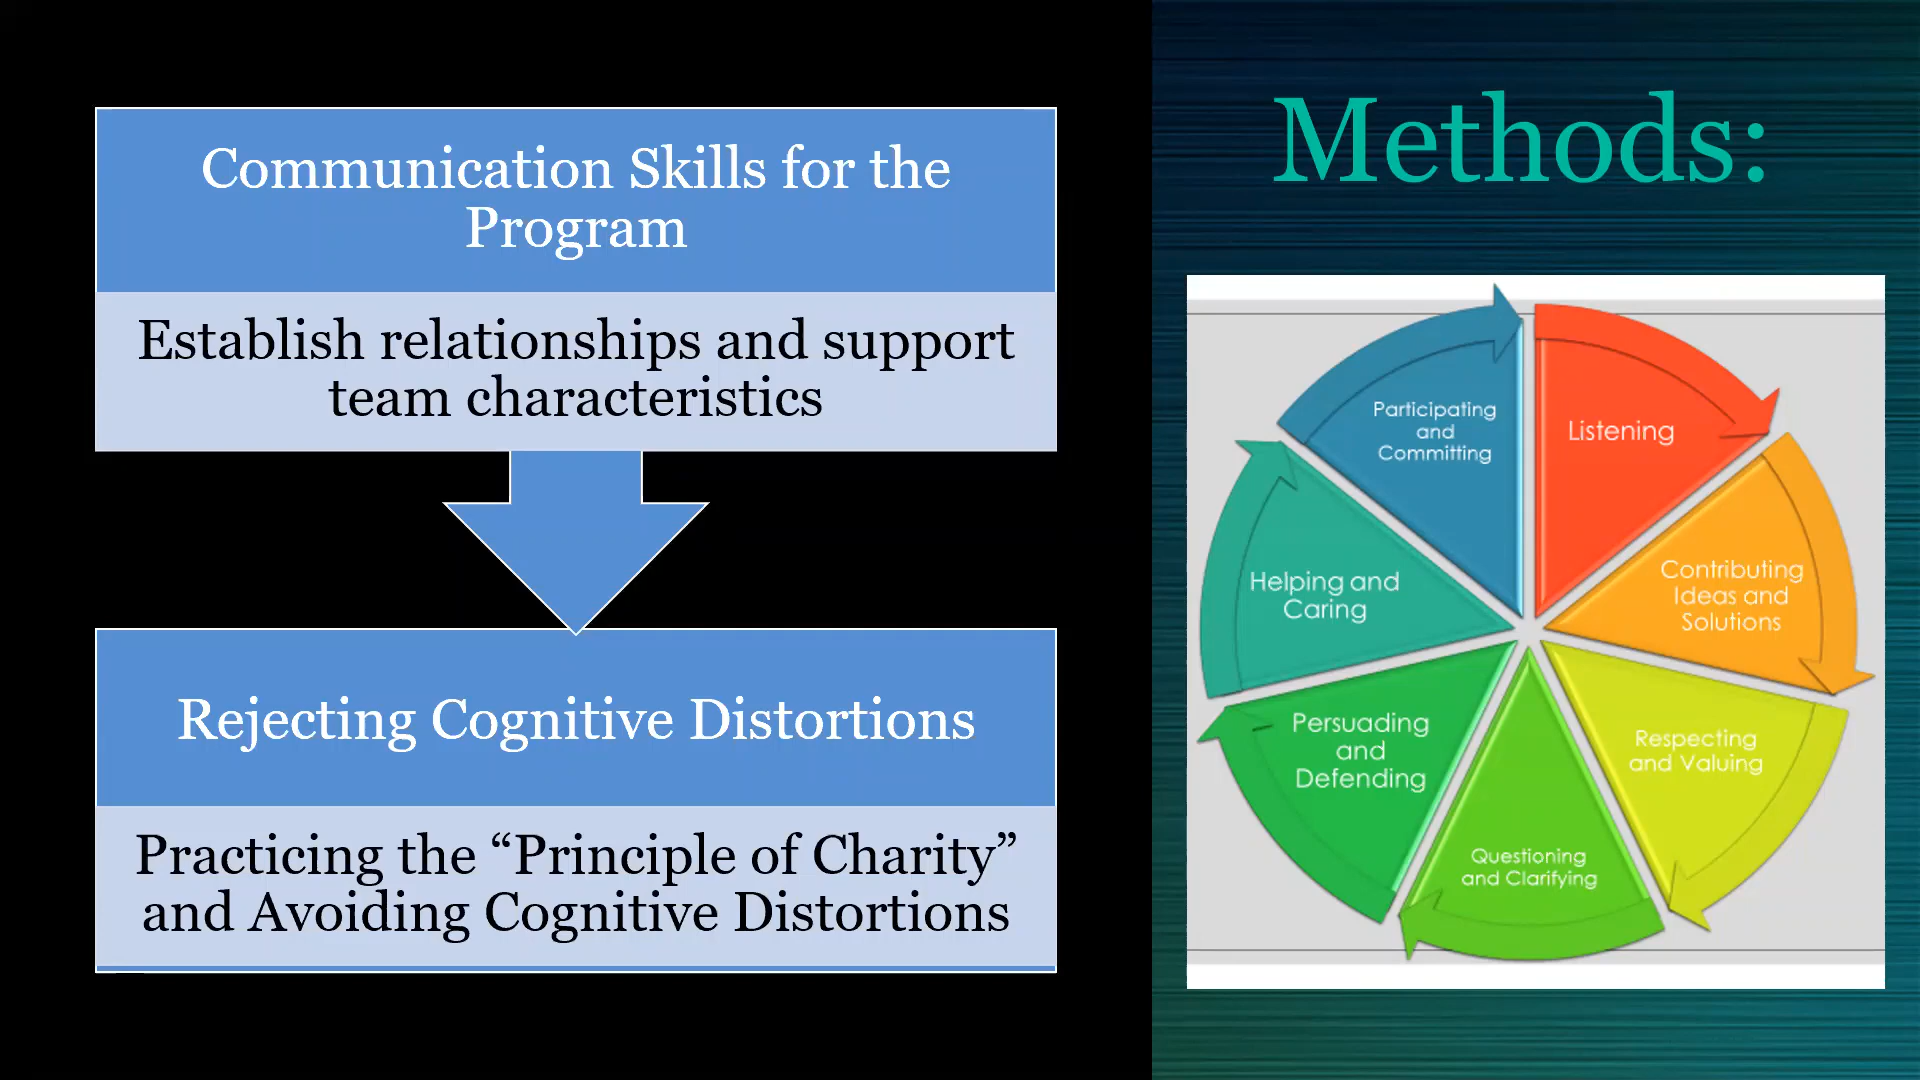 Communication Skills for the
Program
Establish relationships and support
team characteristics
Rejecting Cognitive Distortions
Practicing the “Principle of Charity”
and Avoiding Cognitive Distortions
Methods:
Listening
Contributing
Ideas and
Solutions
Respecting
and Valuing
Questioning
and Clarifying
Persuading
and
Defending
Helping and
Caring
Participating
and
Committing